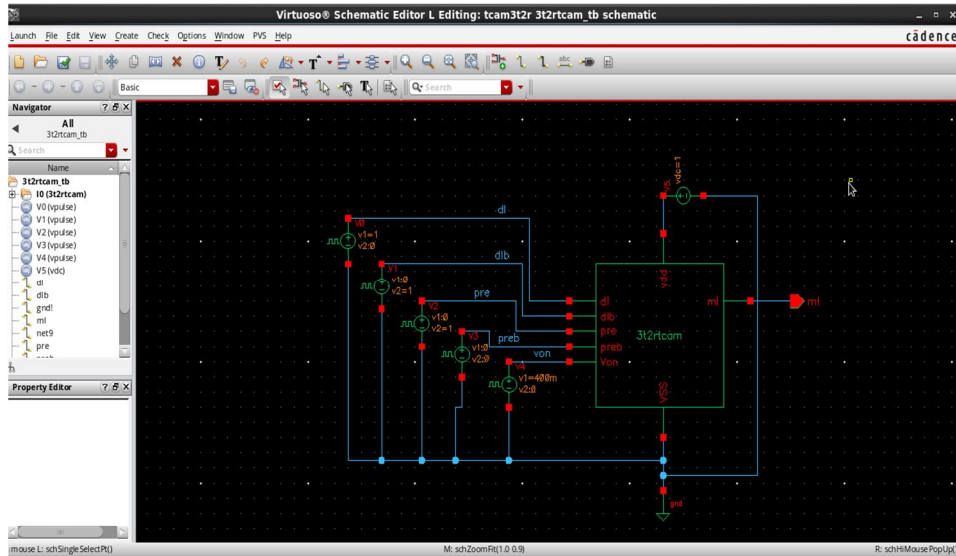 Virtuoso® Schematic Editor L Editing: tcam3t2r 3t2rtcam_tb schematic
Launch File Edit View Create Check Options Window PVS Help
cādence
Basic
Search
Navigator
All
3t2rtcam_tb
Search
Name
3t2rtcam_tb
I0 (3t2rtcam)
V0 (vpulse)
V1 (vpulse)
V2 (vpulse)
V3 (vpulse)
V4 (vpulse)
V5 (vdc)
dl
dlb
gnd!
ml
net9
pre
Property Editor
V5
vdc=1
dl
V0
v1=1
v2:0
dlb
V1
v1:0
v2=1
pre
V2
v1:0
v2=1
preb
V3
v1:0
v2:0
von
V4
v1=400m
v2:0
vdd
dl
dlb
pre
preb
Von
3t2rtcam
ml
ml
VSS
gnd
mouse L: schSingleSelectPt()
M: schZoomFit(1.0 0.9)
R: schHiMousePopUp(